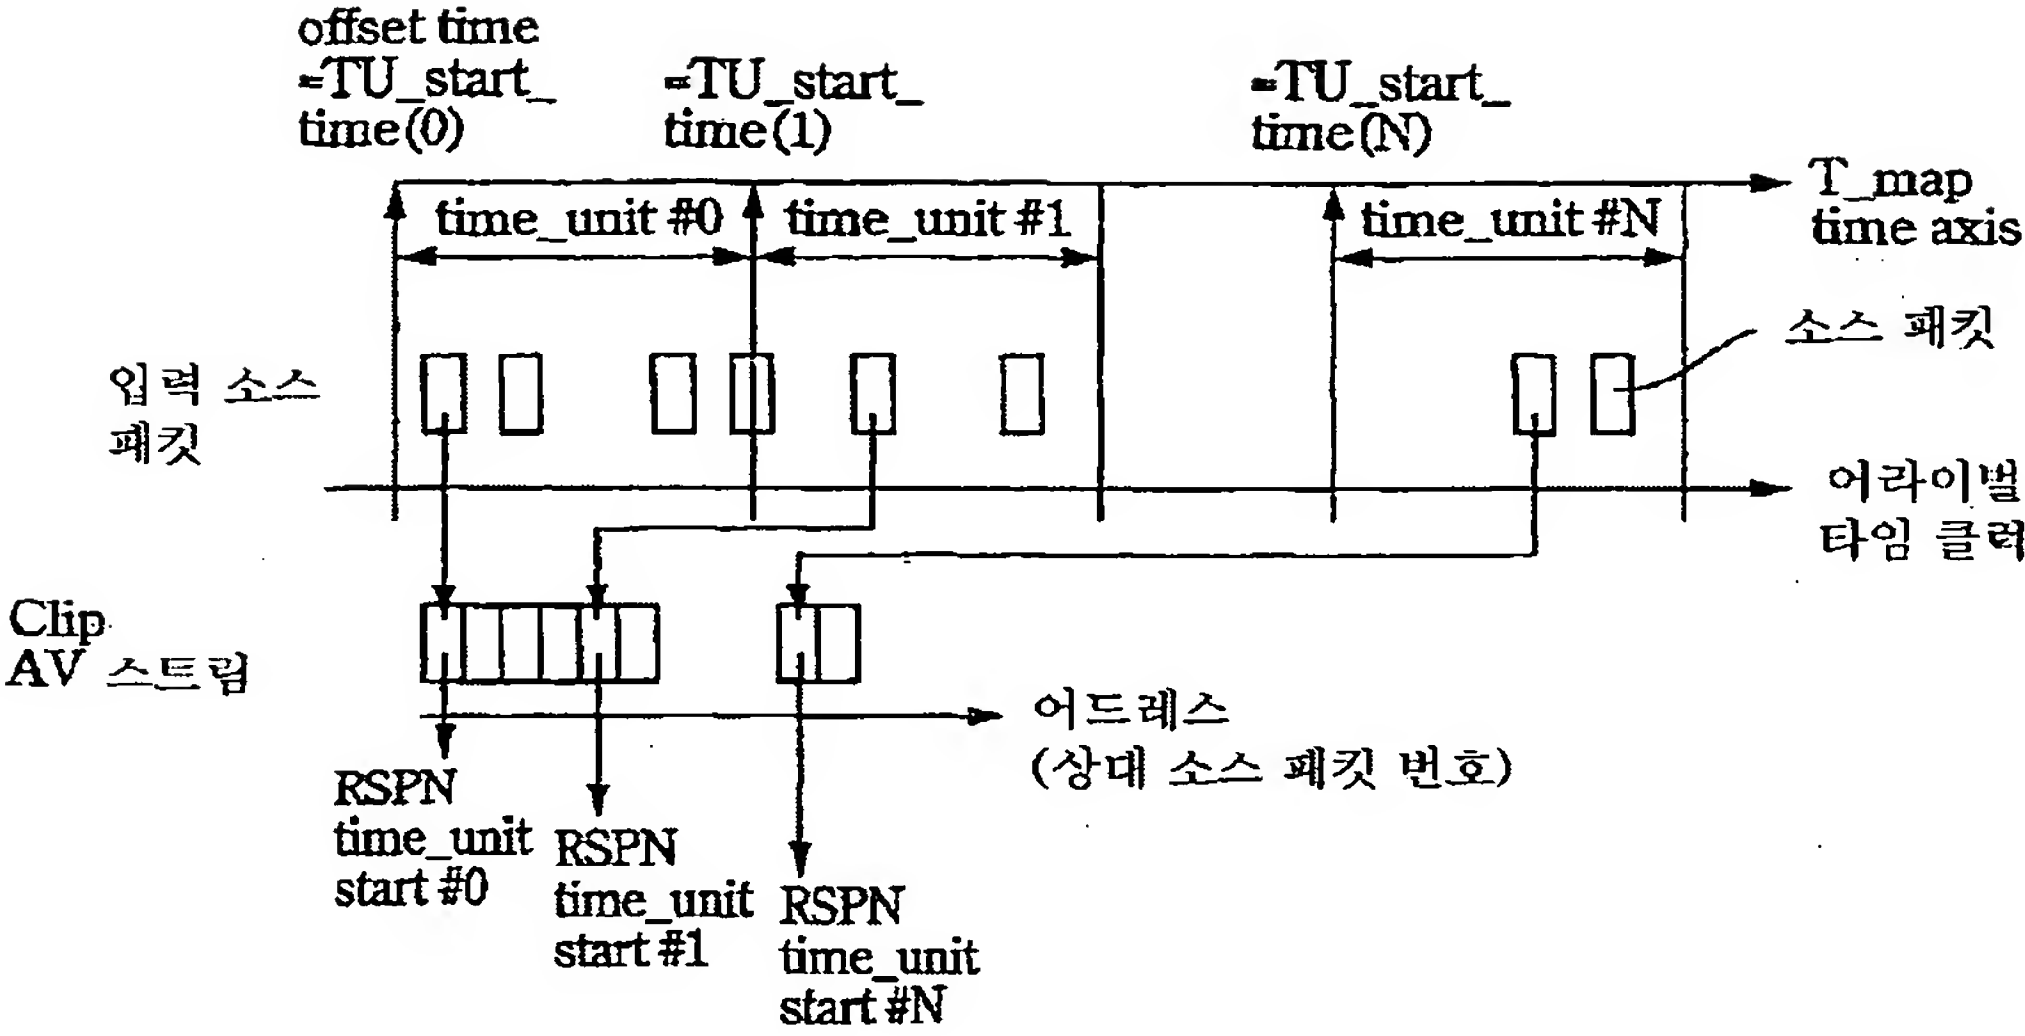 offset time
=TU_start_
time(0)
=TU_start_
time(1)
=TU_start_
time(N)
T_map
time axis
time_unit #0
time_unit #1
time_unit #N
소스 패킷
입력 소스
패킷
어라이벌
타임 클럭
Clip
AV 스트림
어드레스
(상대 소스 패킷 번호)
RSPN
time_unit
start #0
RSPN
time_unit
start #1
RSPN
time_unit
start #N